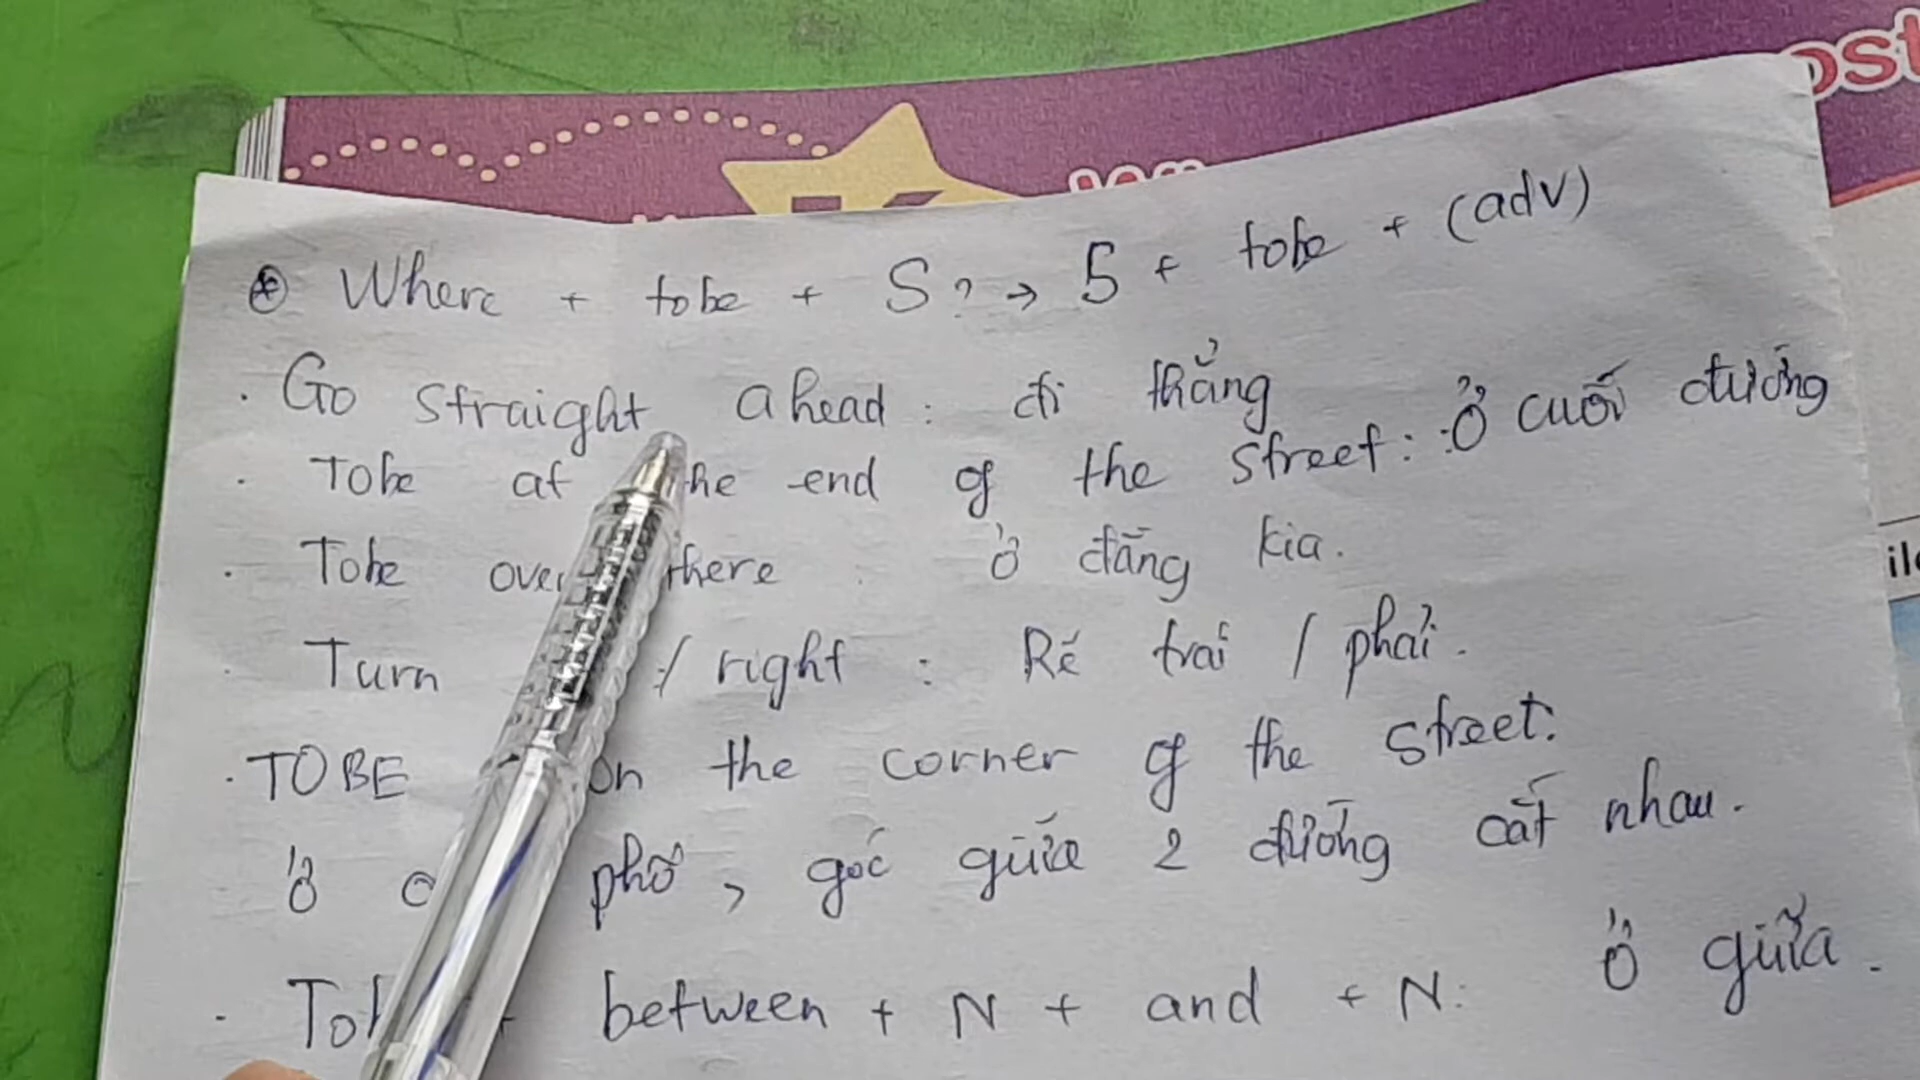 ost
* Where + tobe + S? → S + tobe + (adv)
. Go straight ahead : đi thẳng
. Tobe at the end of the street : ở cuối đường
. Tobe over there : ở đằng kia.
. Turn / right : Rẽ trái / phải.
. TOBE on the corner of the street:
ở phố, góc giữa 2 đường cắt nhau.
. between + N + and + N: ở giữa.